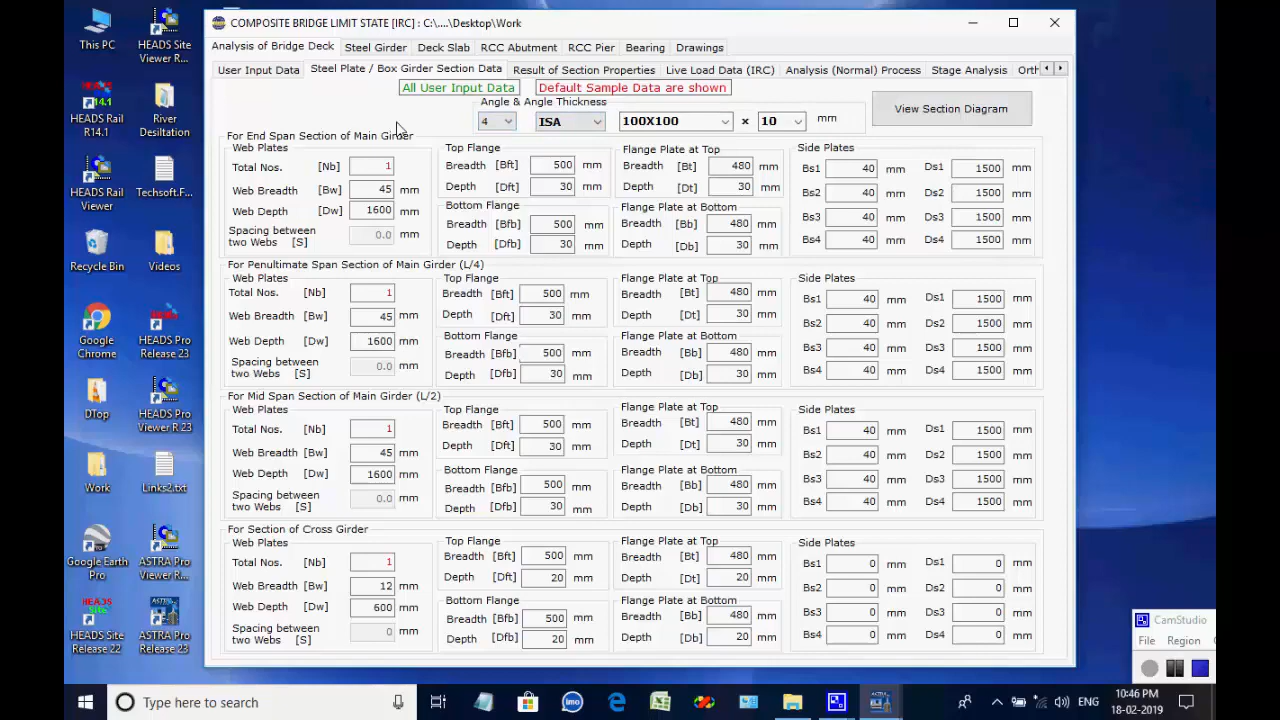 COMPOSITE BRIDGE LIMIT STATE [IRC] : C:\....\Desktop\Work
Analysis of Bridge Deck Steel Girder Deck Slab RCC Abutment RCC Pier Bearing Drawings
User Input Data Steel Plate / Box Girder Section Data Result of Section Properties Live Load Data (IRC) Analysis (Normal) Process Stage Analysis Orth
All User Input Data Default Sample Data are shown
Angle & Angle Thickness
4 ISA 100X100 x 10 mm View Section Diagram
For End Span Section of Main Girder
Web Plates Top Flange Flange Plate at Top Side Plates
Total Nos. [Nb] 1 Breadth [Bft] 500 mm Breadth [Bt] 480 mm Bs1 40 mm Ds1 1500 mm
Web Breadth [Bw] 45 mm Depth [Dft] 30 mm Depth [Dt] 30 mm Bs2 40 mm Ds2 1500 mm
Web Depth [Dw] 1600 mm Bottom Flange Flange Plate at Bottom Bs3 40 mm Ds3 1500 mm
Spacing between two Webs [S] 0.0 mm Breadth [Bfb] 500 mm Breadth [Bb] 480 mm Bs4 40 mm Ds4 1500 mm
Depth [Dfb] 30 mm Depth [Db] 30 mm
For Penultimate Span Section of Main Girder (L/4)
Web Plates Top Flange Flange Plate at Top Side Plates
Total Nos. [Nb] 1 Breadth [Bft] 500 mm Breadth [Bt] 480 mm Bs1 40 mm Ds1 1500 mm
Web Breadth [Bw] 45 mm Depth [Dft] 30 mm Depth [Dt] 30 mm Bs2 40 mm Ds2 1500 mm
Web Depth [Dw] 1600 mm Bottom Flange Flange Plate at Bottom Bs3 40 mm Ds3 1500 mm
Spacing between two Webs [S] 0.0 mm Breadth [Bfb] 500 mm Breadth [Bb] 480 mm Bs4 40 mm Ds4 1500 mm
Depth [Dfb] 30 mm Depth [Db] 30 mm
For Mid Span Section of Main Girder (L/2)
Web Plates Top Flange Flange Plate at Top Side Plates
Total Nos. [Nb] 1 Breadth [Bft] 500 mm Breadth [Bt] 480 mm Bs1 40 mm Ds1 1500 mm
Web Breadth [Bw] 45 mm Depth [Dft] 30 mm Depth [Dt] 30 mm Bs2 40 mm Ds2 1500 mm
Web Depth [Dw] 1600 mm Bottom Flange Flange Plate at Bottom Bs3 40 mm Ds3 1500 mm
Spacing between two Webs [S] 0.0 mm Breadth [Bfb] 500 mm Breadth [Bb] 480 mm Bs4 40 mm Ds4 1500 mm
Depth [Dfb] 30 mm Depth [Db] 30 mm
For Section of Cross Girder
Web Plates Top Flange Flange Plate at Top Side Plates
Total Nos. [Nb] 1 Breadth [Bft] 500 mm Breadth [Bt] 480 mm Bs1 0 mm Ds1 0 mm
Web Breadth [Bw] 12 mm Depth [Dft] 20 mm Depth [Dt] 20 mm Bs2 0 mm Ds2 0 mm
Web Depth [Dw] 600 mm Bottom Flange Flange Plate at Bottom Bs3 0 mm Ds3 0 mm
Spacing between two Webs [S] 0 mm Breadth [Bfb] 500 mm Breadth [Bb] 480 mm Bs4 0 mm Ds4 0 mm
Depth [Dfb] 20 mm Depth [Db] 20 mm
This PC
HEADS Site Viewer R...
HEADS Rail R14.1
River Desiltation
HEADS Rail Viewer
Techsoft.F...
Recycle Bin
Videos
Google Chrome
HEADS Pro Release 23
DTop
HEADS Pro Viewer R 23
Work
Links2.txt
Google Earth Pro
ASTRA Pro Viewer R...
HEADS Site Release 22
ASTRA Pro Release 23
CamStudio
File Region
Type here to search
ENG
10:46 PM
18-02-2019